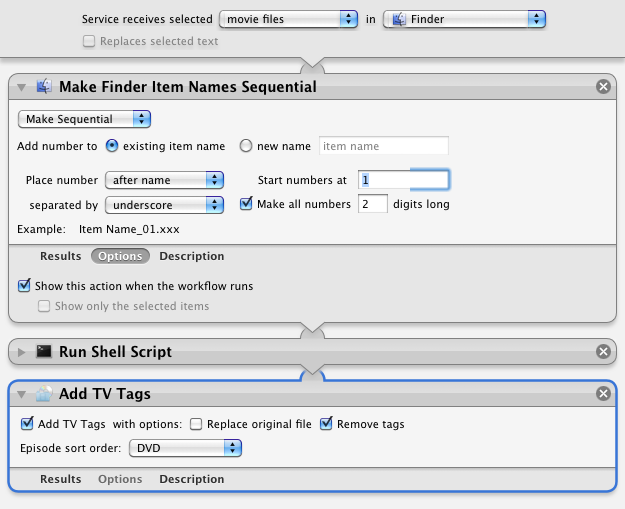 Service receives selected movie files in Finder
Replaces selected text
Make Finder Item Names Sequential
Make Sequential
Add number to existing item name new name item name
Place number after name Start numbers at 1
separated by underscore Make all numbers 2 digits long
Example: Item Name_01.xxx
Results Options Description
Show this action when the workflow runs
Show only the selected items
Run Shell Script
Add TV Tags
Add TV Tags with options: Replace original file Remove tags
Episode sort order: DVD
Results Options Description